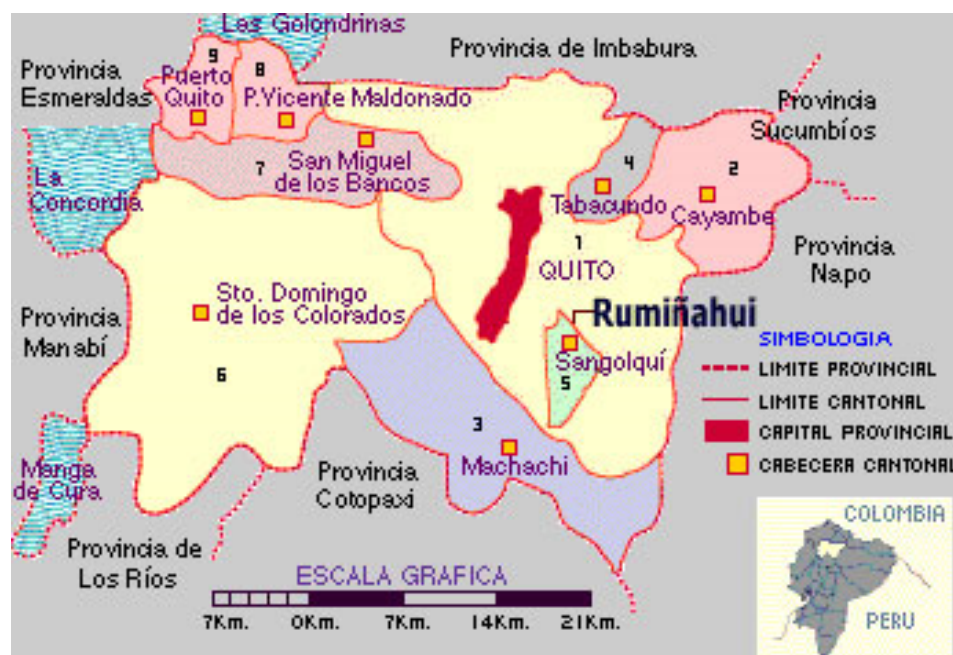 Las Golondrinas
Provincia de Imbabura
Provincia
Esmeraldas
9
Puerto
Quito
8
P. Vicente Maldonado
Provincia
Sucumbíos
La
Concordia
7
San Miguel
de los Bancos
4
Tabacundo
2
Cayambe
1
QUITO
Provincia
Napo
Provincia
Manabí
Sto. Domingo
de los Colorados
6
Rumiñahui
Sangolquí
5
3
Machachi
SIMBOLOGIA
LIMITE PROVINCIAL
LIMITE CANTONAL
CAPITAL PROVINCIAL
CABECERA CANTONAL
Manga
de Cura
Provincia
Cotopaxi
Provincia de
Los Ríos
ESCALA GRAFICA
7Km. 0Km. 7Km. 14Km. 21Km.
COLOMBIA
PERU